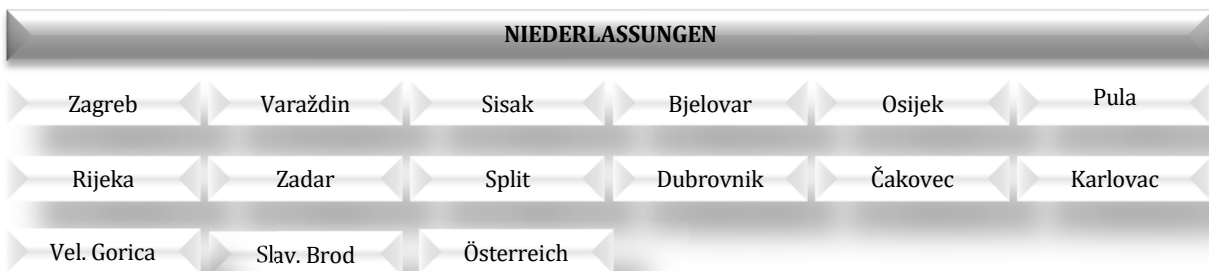 NIEDERLASSUNGEN
Zagreb Varaždin Sisak Bjelovar Osijek Pula
Rijeka Zadar Split Dubrovnik Čakovec Karlovac
Vel. Gorica Slav. Brod Österreich